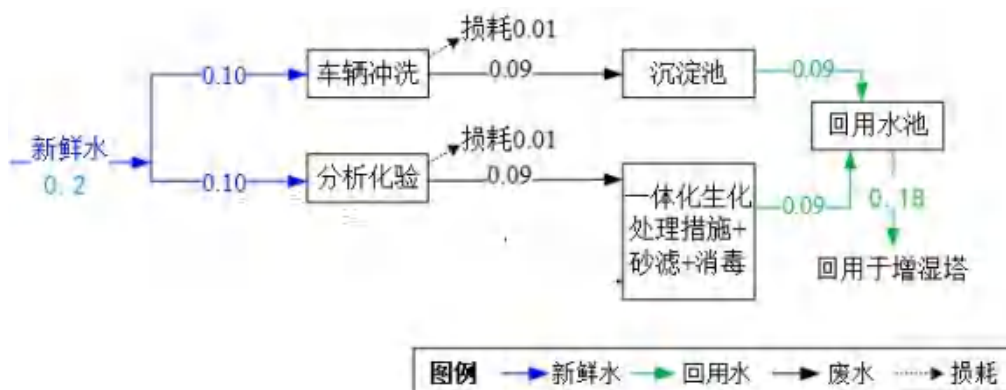 损耗0.01
0.10
车辆冲洗
0.09
沉淀池
0.09
新鲜水
0.2
回用水池
损耗0.01
0.10
分析化验
0.09
一体化生化
处理措施+
砂滤+消毒
0.09
0.18
回用于增湿塔
图例 新鲜水 回用水 废水 损耗